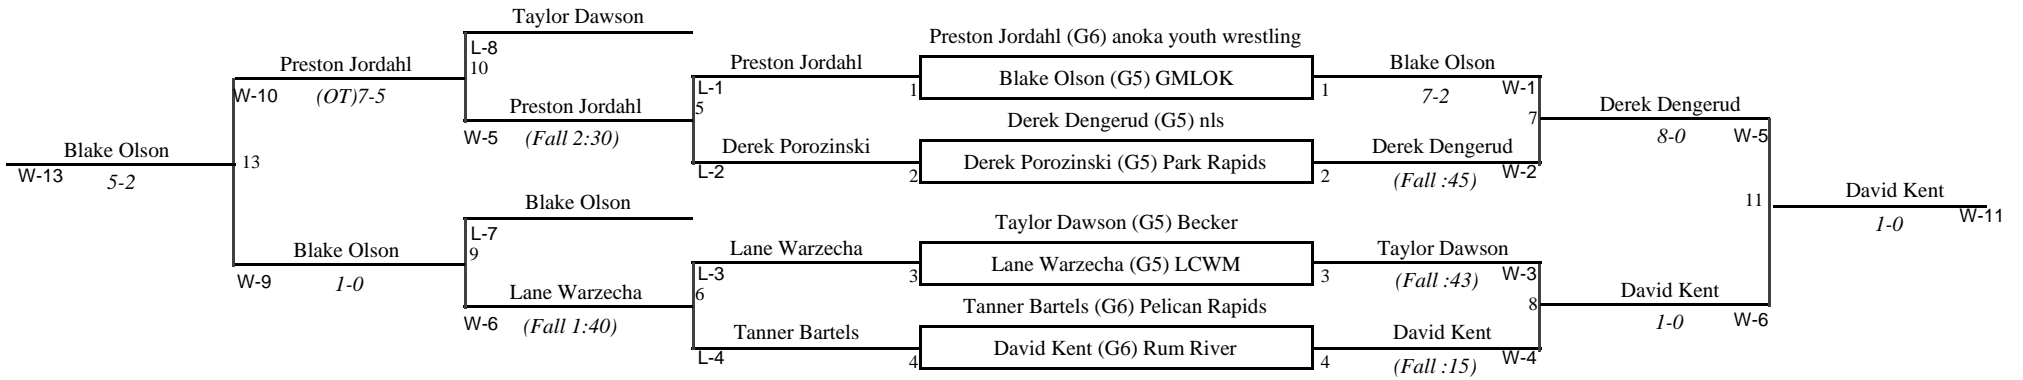 Taylor Dawson
L-8
10
Preston Jordahl
W-10
(OT)7-5
Preston Jordahl
W-5
(Fall 2:30)
Blake Olson
W-13
5-2
13
Blake Olson
L-7
9
Blake Olson
W-9
1-0
Lane Warzecha
W-6
(Fall 1:40)
Preston Jordahl
L-1
5
Derek Porozinski
L-2
Lane Warzecha
L-3
6
Tanner Bartels
L-4
Preston Jordahl (G6) anoka youth wrestling
1
Blake Olson (G5) GMLOK
1
Derek Dengerud (G5) nls
2
Derek Porozinski (G5) Park Rapids
2
Taylor Dawson (G5) Becker
3
Lane Warzecha (G5) LCWM
3
Tanner Bartels (G6) Pelican Rapids
4
David Kent (G6) Rum River
4
Blake Olson
7-2
W-1
7
Derek Dengerud
(Fall :45)
W-2
Taylor Dawson
(Fall :43)
W-3
8
David Kent
(Fall :15)
W-4
Derek Dengerud
8-0
W-5
11
David Kent
1-0
W-6
David Kent
1-0
W-11